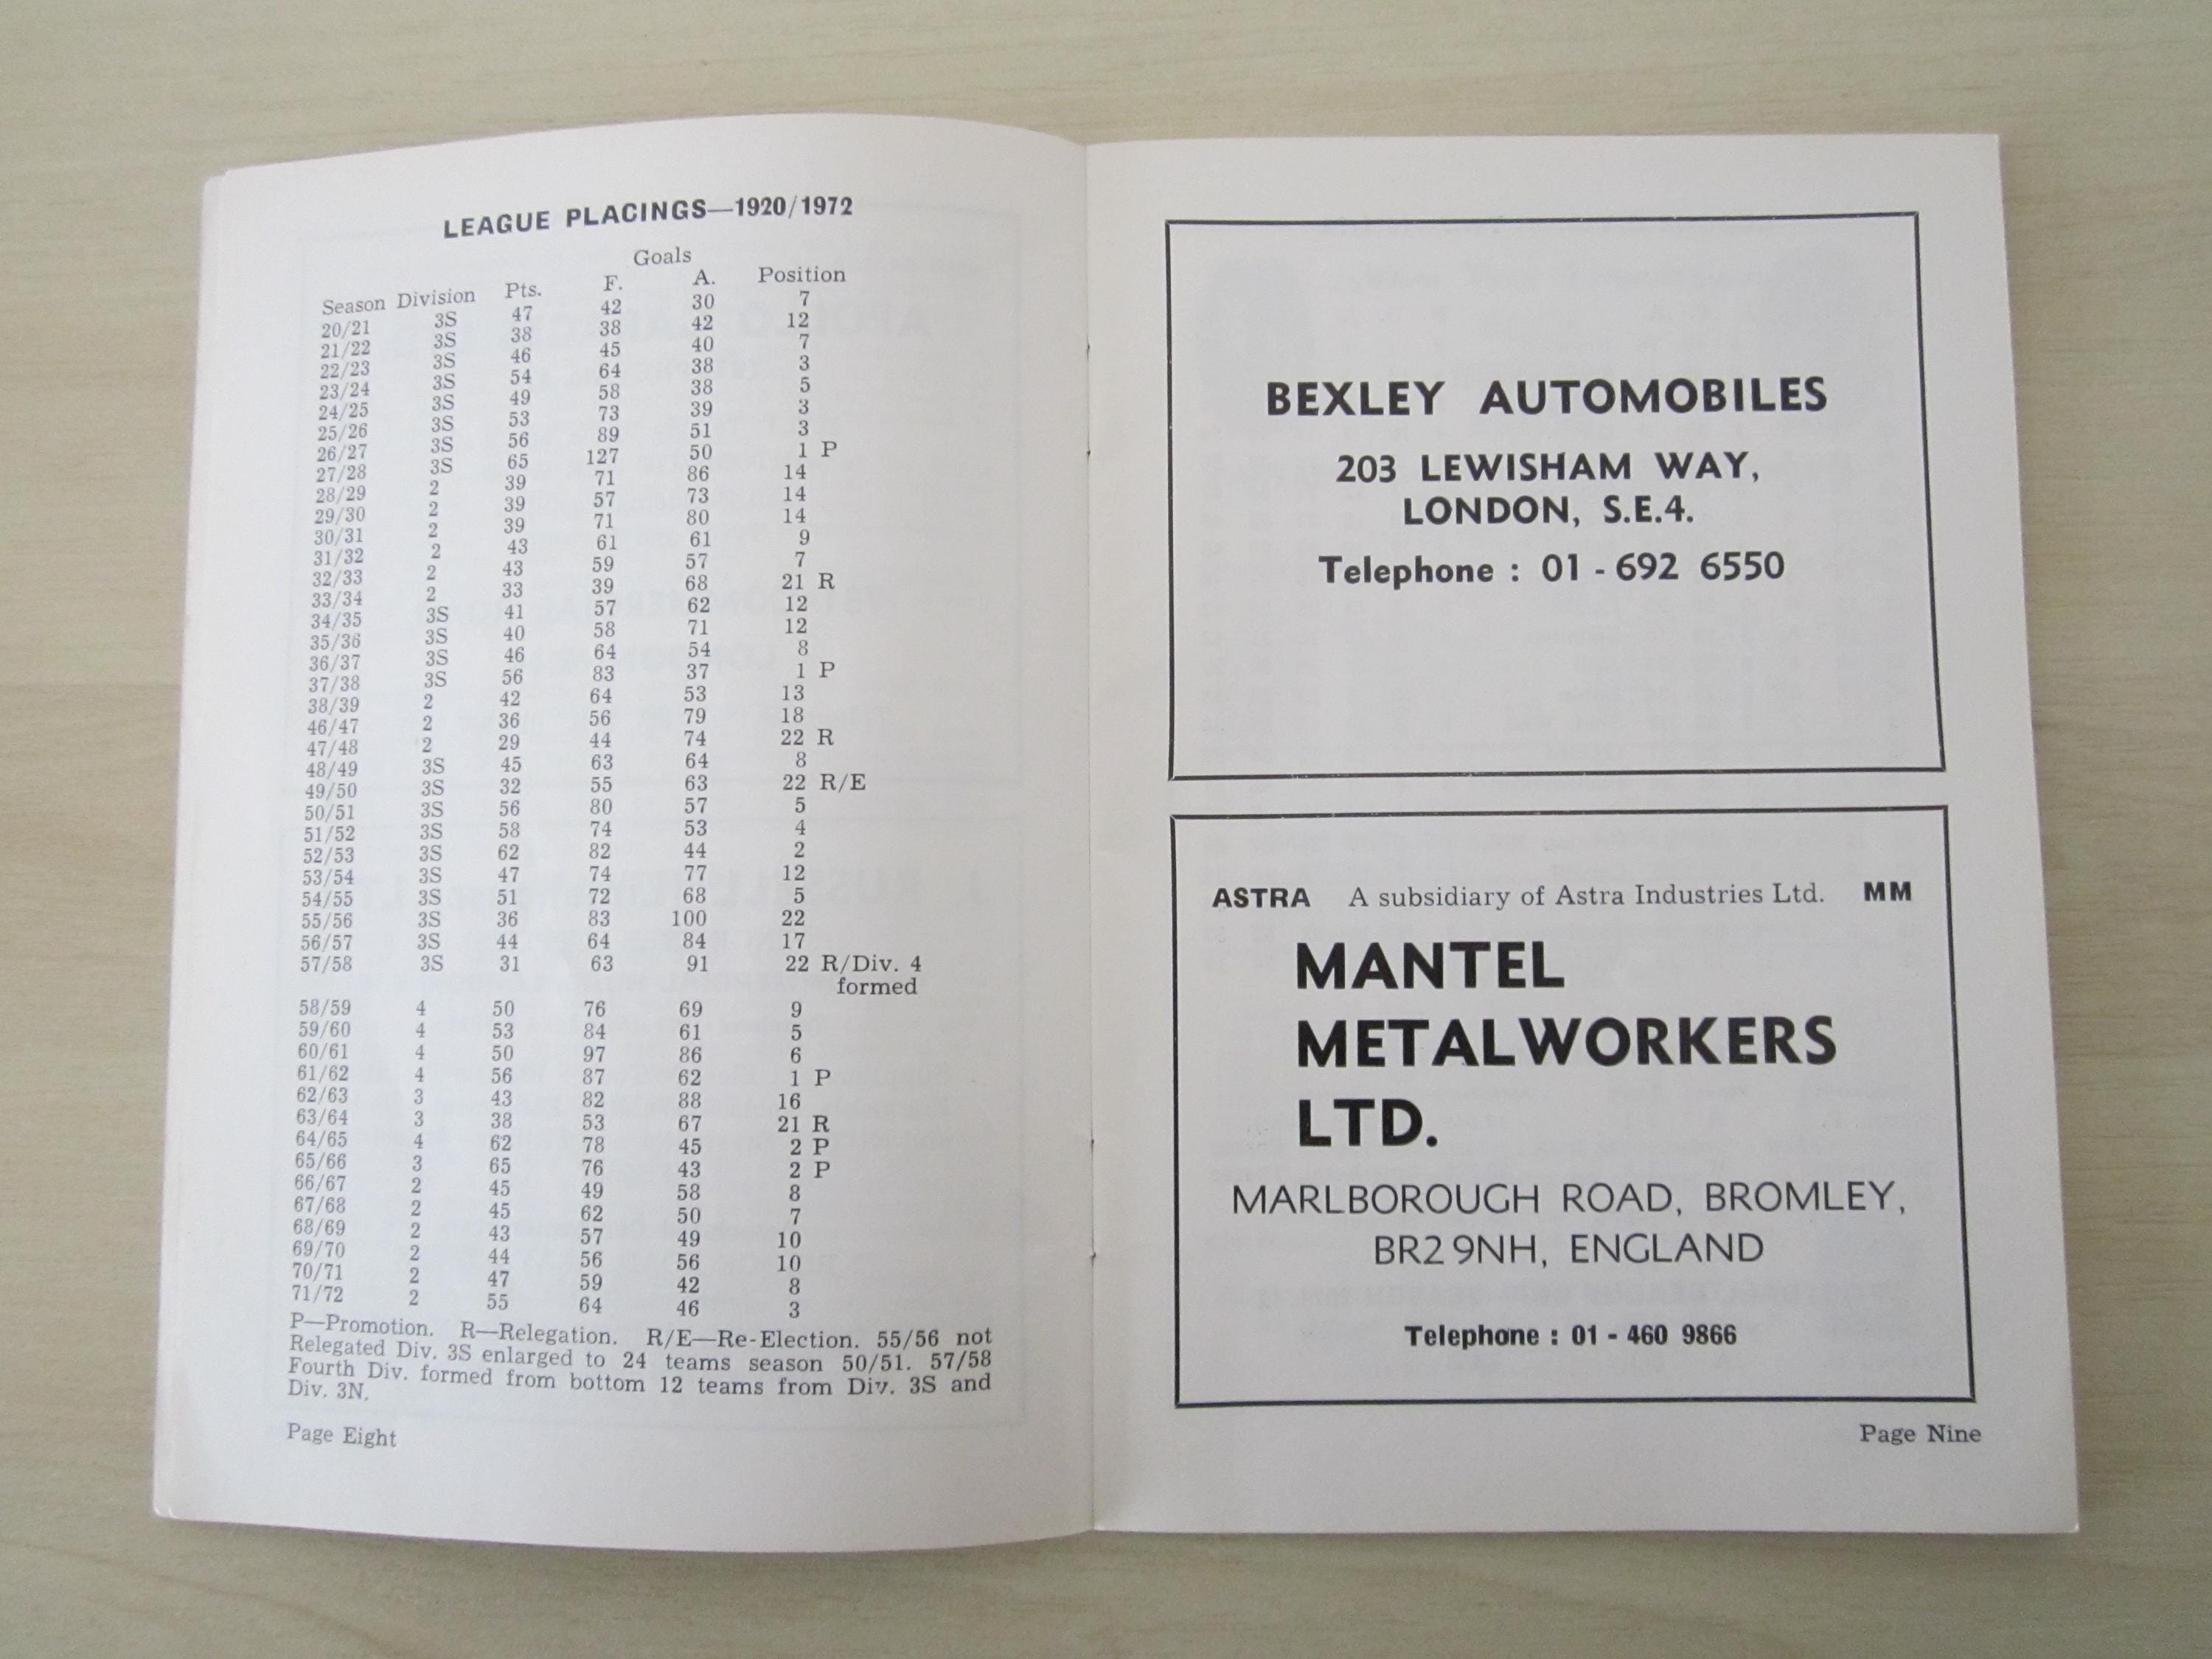 LEAGUE PLACINGS—1920/1972
Goals
Season Division Pts. F. A. Position
20/21 3S 47 42 30 7
21/22 3S 38 38 42 12
22/23 3S 46 45 40 7
23/24 3S 54 64 38 3
24/25 3S 49 58 38 5
25/26 3S 53 73 39 3
26/27 3S 56 89 51 3
27/28 3S 65 127 50 1 P
28/29 2 39 71 86 14
29/30 2 39 57 73 14
30/31 2 39 71 80 14
31/32 2 43 61 61 9
32/33 2 43 59 57 7
33/34 2 33 39 68 21 R
34/35 3S 41 57 62 12
35/36 3S 40 58 71 12
36/37 3S 46 64 54 8
37/38 3S 56 83 37 1 P
38/39 2 42 64 53 13
46/47 2 36 56 79 18
47/48 2 29 44 74 22 R
48/49 3S 45 63 64 8
49/50 3S 32 55 63 22 R/E
50/51 3S 56 80 57 5
51/52 3S 58 74 53 4
52/53 3S 62 82 44 2
53/54 3S 47 74 77 12
54/55 3S 51 72 68 5
55/56 3S 36 83 100 22
56/57 3S 44 64 84 17
57/58 3S 31 63 91 22 R/Div. 4
formed
58/59 4 50 76 69 9
59/60 4 53 84 61 5
60/61 4 50 97 86 6
61/62 4 56 87 62 1 P
62/63 3 43 82 88 16
63/64 3 38 53 67 21 R
64/65 4 62 78 45 2 P
65/66 3 65 76 43 2 P
66/67 2 45 49 58 8
67/68 2 45 62 50 7
68/69 2 43 57 49 10
69/70 2 44 56 56 10
70/71 2 47 59 42 8
71/72 2 55 64 46 3
P—Promotion. R—Relegation. R/E—Re-Election. 55/56 not
Relegated Div. 3S enlarged to 24 teams season 50/51. 57/58
Fourth Div. formed from bottom 12 teams from Div. 3S and
Div. 3N.
Page Eight
BEXLEY AUTOMOBILES
203 LEWISHAM WAY,
LONDON, S.E.4.
Telephone : 01 - 692 6550
ASTRA A subsidiary of Astra Industries Ltd. MM
MANTEL
METALWORKERS
LTD.
MARLBOROUGH ROAD, BROMLEY,
BR2 9NH, ENGLAND
Telephone : 01 - 460 9866
Page Nine